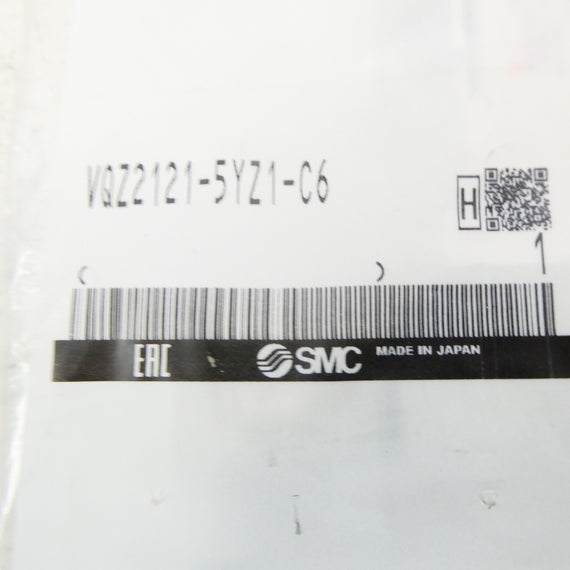 VQZ2121-5YZ1-C6
H
1
( )
EAC SMC MADE IN JAPAN